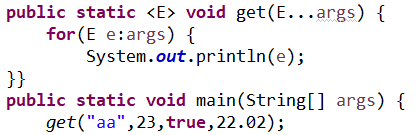 public static <E> void get(E...args) {
    for(E e:args) {
        System.out.println(e);
}}
public static void main(String[] args) {
    get("aa",23,true,22.02);